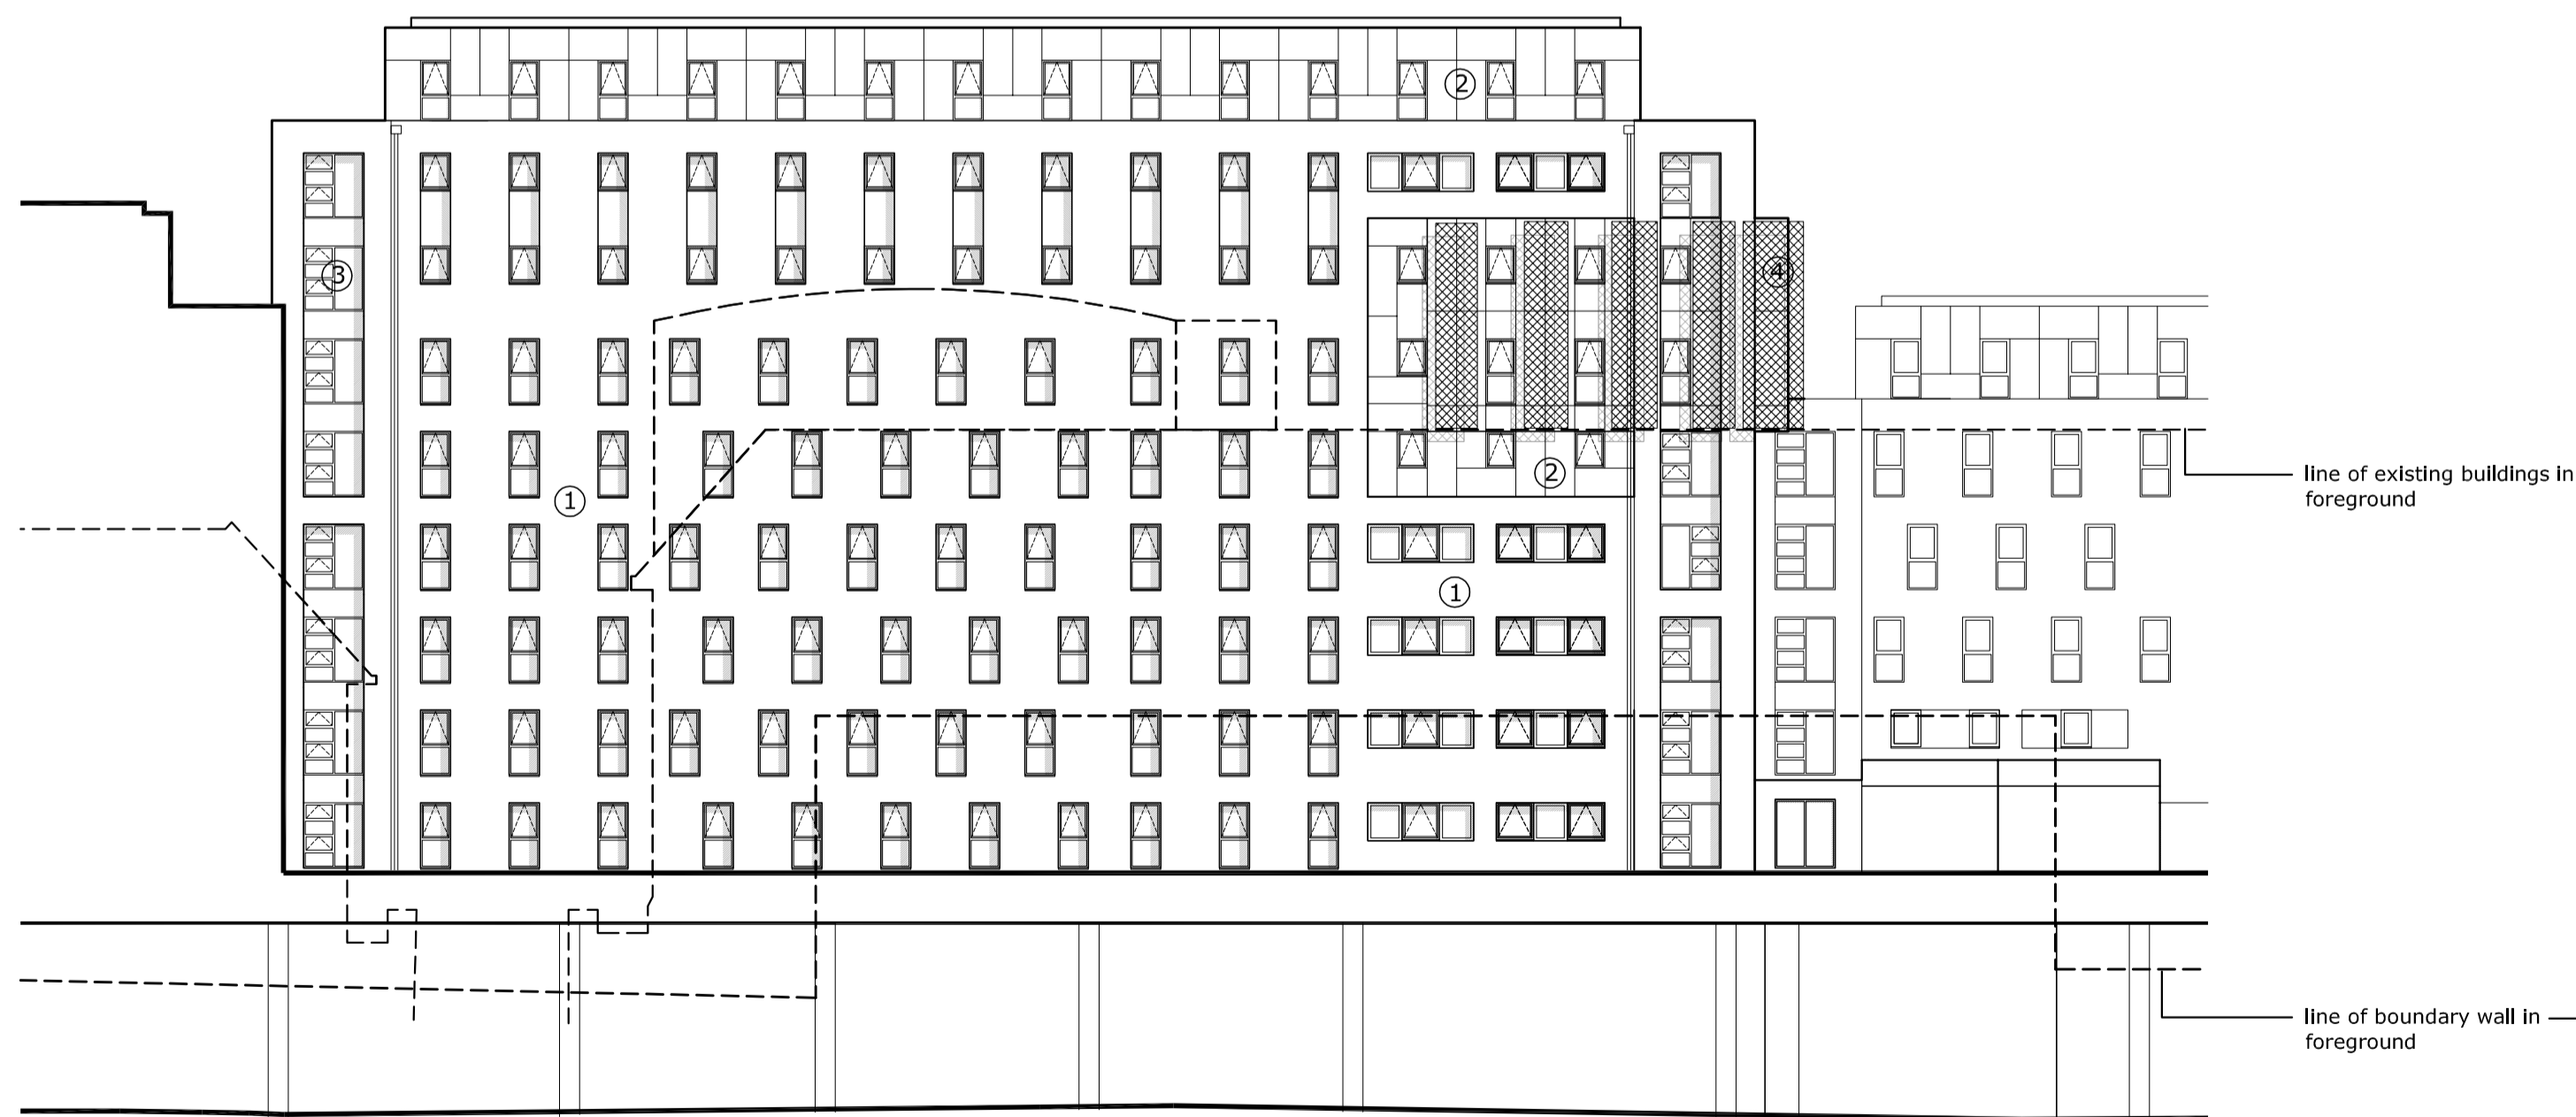 ②
③
④
①
②
①
line of existing buildings in
foreground
line of boundary wall in
foreground